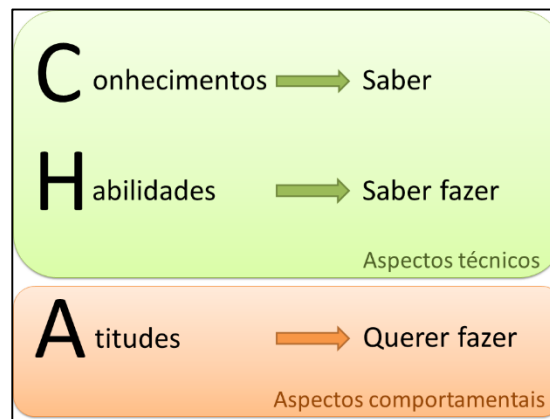 Conhecimentos Saber
Habilidades Saber fazer
Aspectos técnicos
Atitudes Querer fazer
Aspectos comportamentais